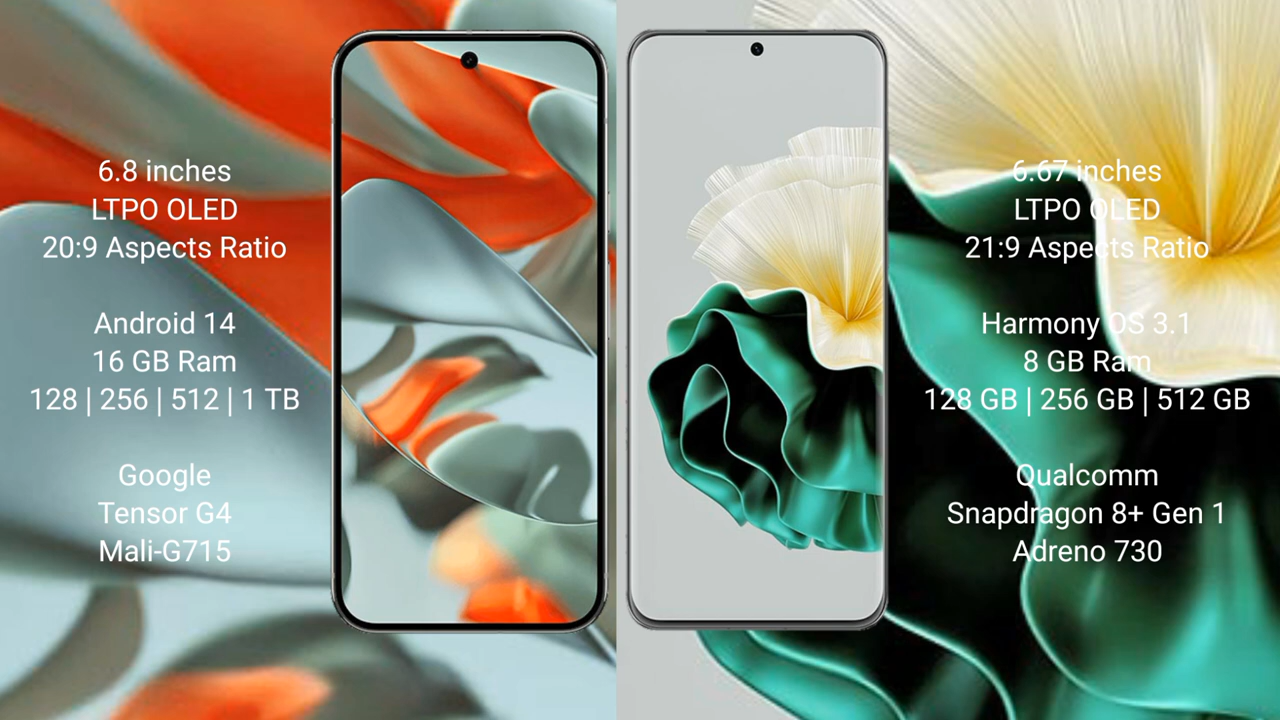 6.8 inches
LTPO OLED
20:9 Aspects Ratio
Android 14
16 GB Ram
128 | 256 | 512 | 1 TB
Google
Tensor G4
Mali-G715
6.67 inches
LTPO OLED
21:9 Aspects Ratio
Harmony OS 3.1
8 GB Ram
128 GB | 256 GB | 512 GB
Qualcomm
Snapdragon 8+ Gen 1
Adreno 730